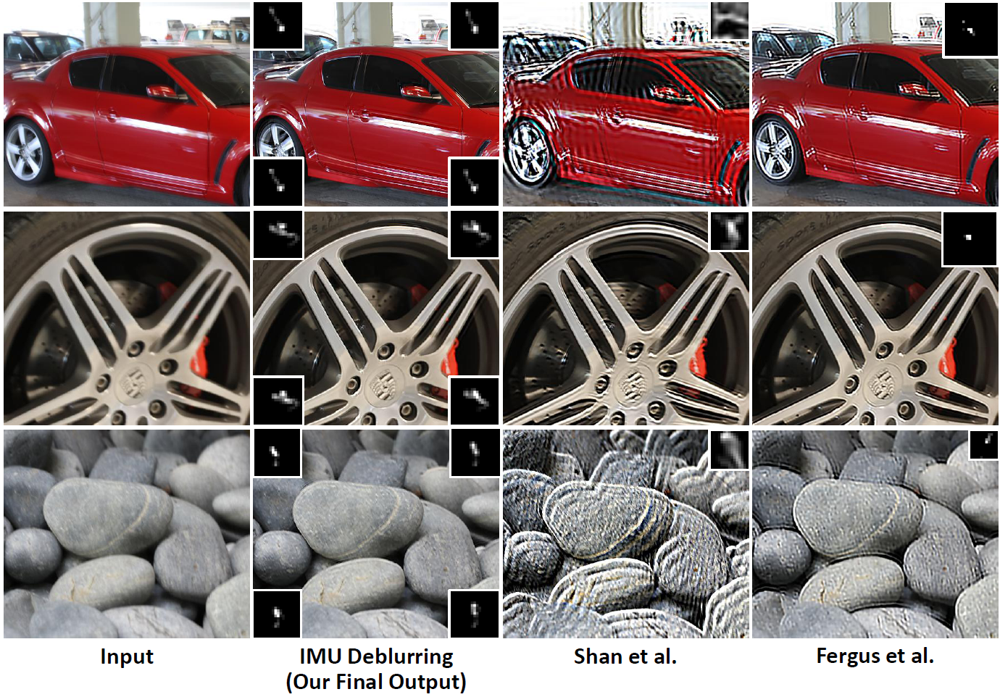 Input
IMU Deblurring
(Our Final Output)
Shan et al.
Fergus et al.